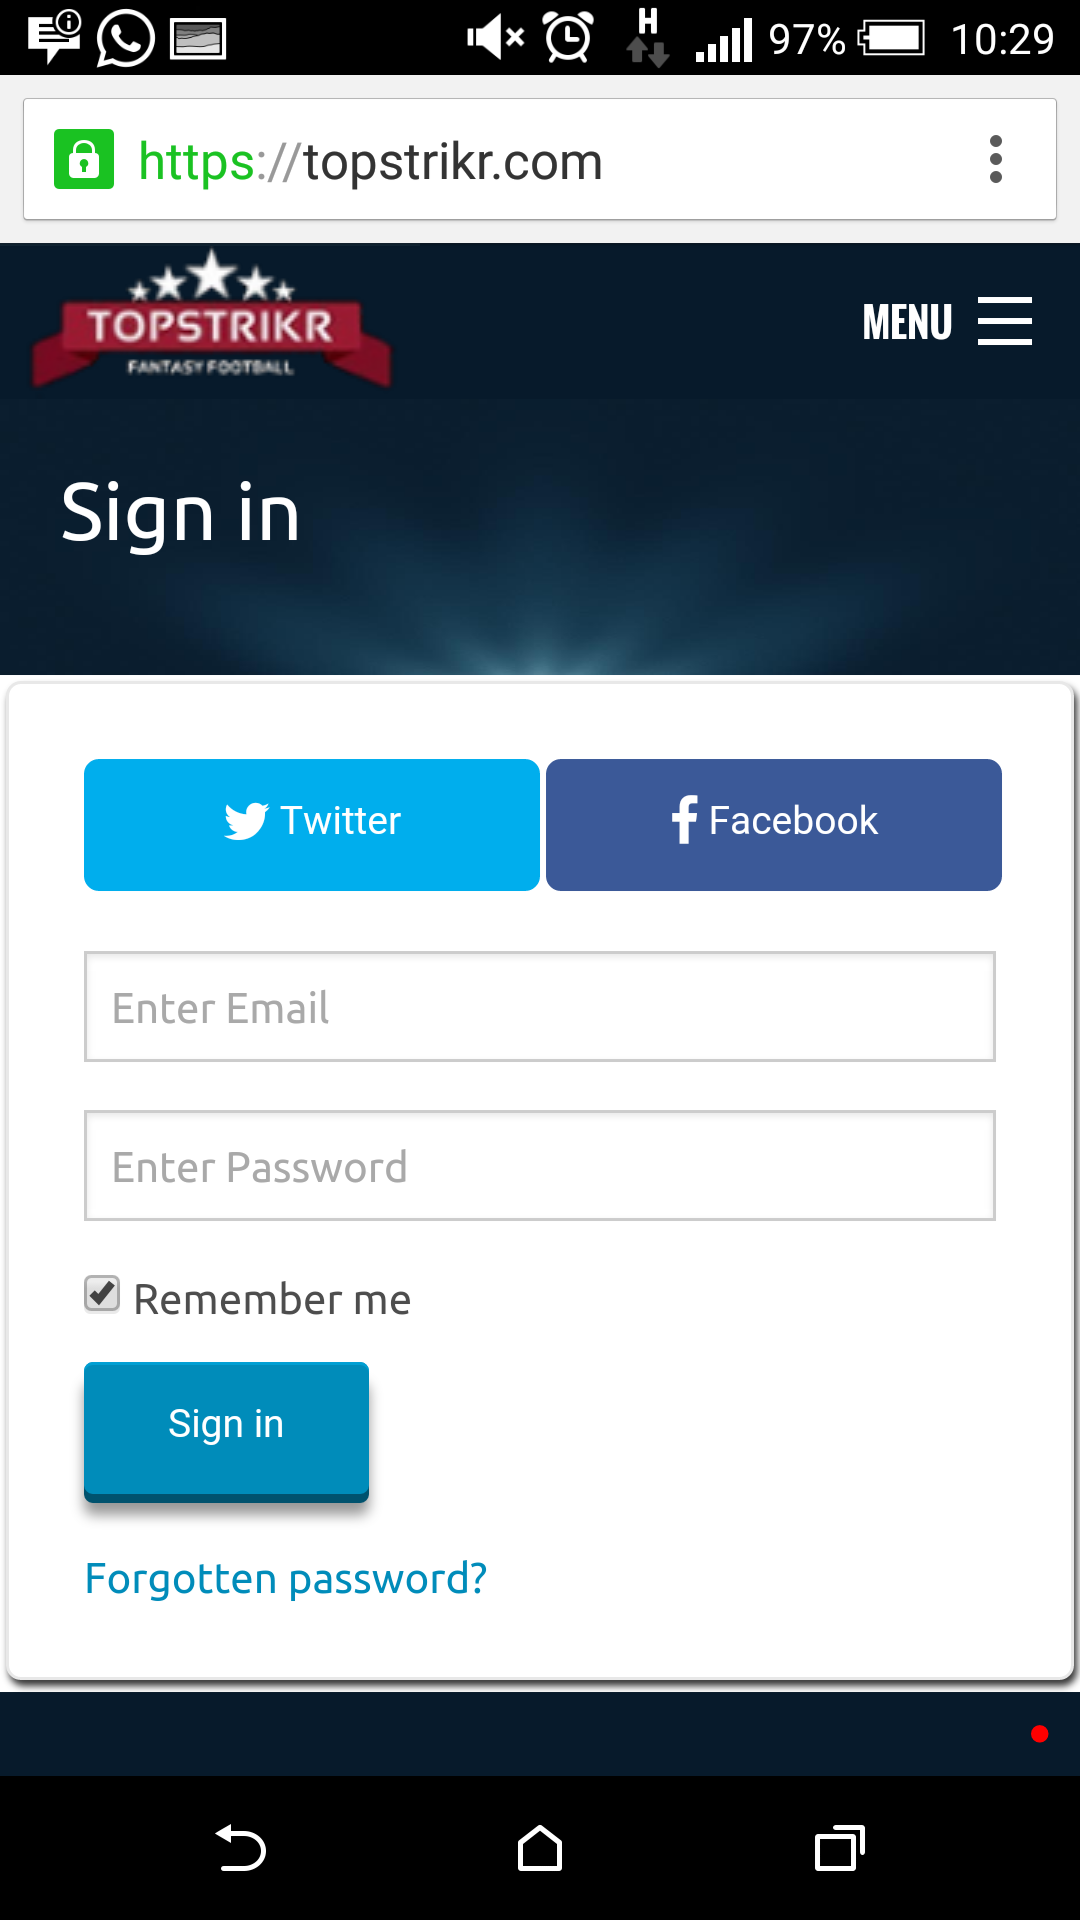 H
97% 10:29
https://topstrikr.com
TOPSTRIKR
FANTASY FOOTBALL
MENU
Sign in
Twitter Facebook
Enter Email
Enter Password
Remember me
Sign in
Forgotten password?